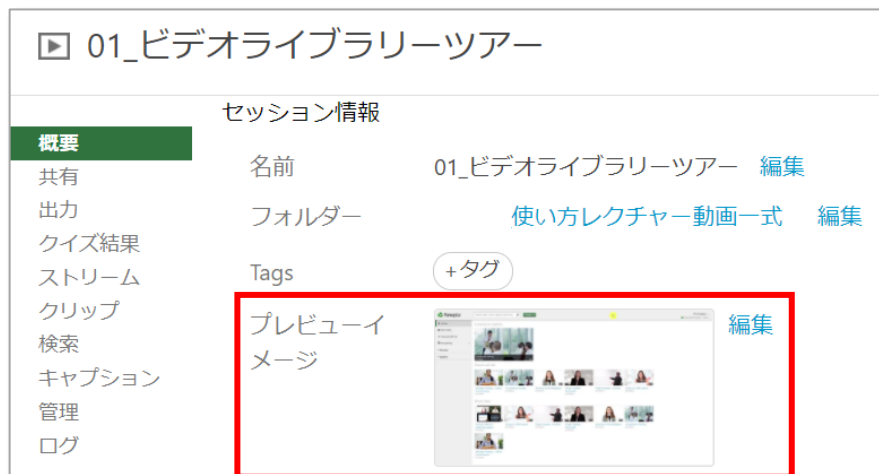 01_ビデオライブラリーツアー
セッション情報
概要
共有
出力
クイズ結果
ストリーム
クリップ
検索
キャプション
管理
ログ
名前 01_ビデオライブラリーツアー 編集
フォルダー 使い方レクチャー動画一式 編集
Tags +タグ
プレビューイ
メージ
編集